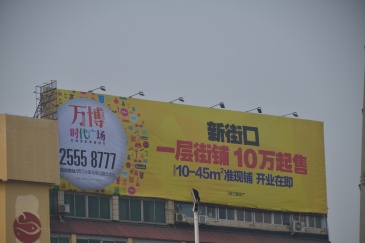 万博
时代广场
2555 8777
新街口
一层街铺 10万起售
10-45m²准现铺 开业在即